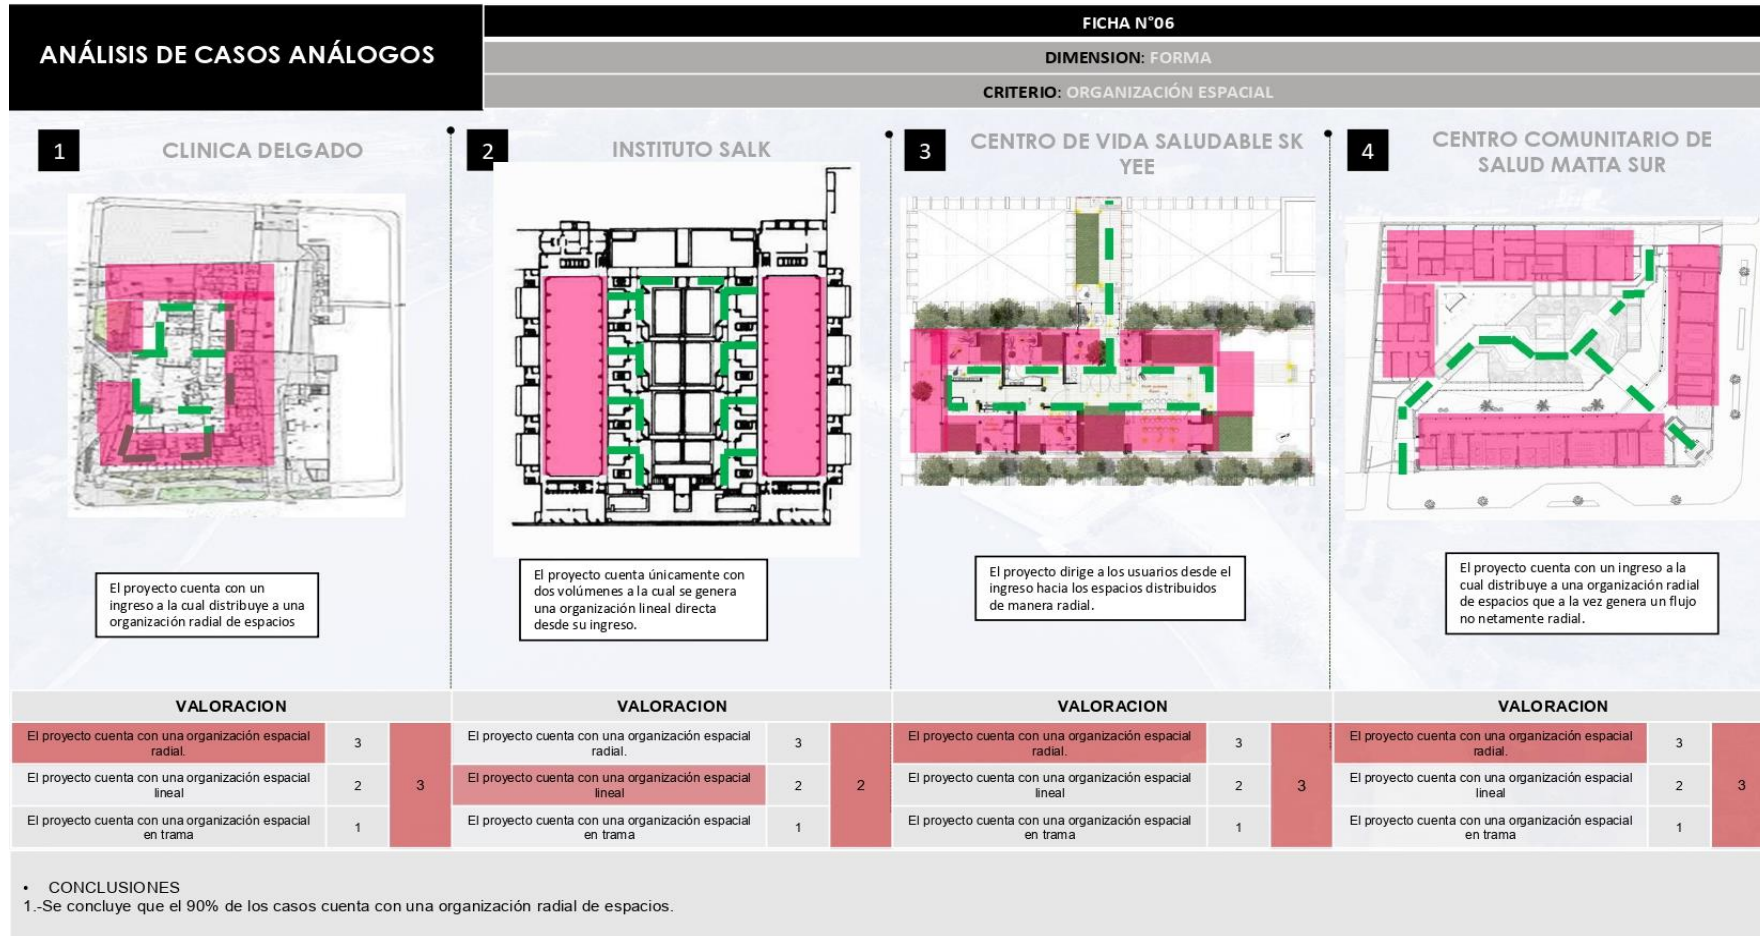 ANÁLISIS DE CASOS ANÁLOGOS
FICHA N°06
DIMENSION: FORMA
CRITERIO: ORGANIZACIÓN ESPACIAL
1
CLINICA DELGADO
El proyecto cuenta con un
ingreso a la cual distribuye a una
organización radial de espacios
2
INSTITUTO SALK
El proyecto cuenta únicamente con
dos volúmenes a la cual se genera
una organización lineal directa
desde su ingreso.
3
CENTRO DE VIDA SALUDABLE SK
YEE
El proyecto dirige a los usuarios desde el
ingreso hacia los espacios distribuidos
de manera radial.
4
CENTRO COMUNITARIO DE
SALUD MATTA SUR
El proyecto cuenta con un ingreso a la
cual distribuye a una organización radial
de espacios que a la vez genera un flujo
no netamente radial.
VALORACION
El proyecto cuenta con una organización espacial
radial.
3
El proyecto cuenta con una organización espacial
lineal
2
El proyecto cuenta con una organización espacial
en trama
1
3
VALORACION
El proyecto cuenta con una organización espacial
radial.
3
El proyecto cuenta con una organización espacial
lineal
2
El proyecto cuenta con una organización espacial
en trama
1
2
VALORACION
El proyecto cuenta con una organización espacial
radial.
3
El proyecto cuenta con una organización espacial
lineal
2
El proyecto cuenta con una organización espacial
en trama
1
3
VALORACION
El proyecto cuenta con una organización espacial
radial.
3
El proyecto cuenta con una organización espacial
lineal
2
El proyecto cuenta con una organización espacial
en trama
1
3
• CONCLUSIONES
1.-Se concluye que el 90% de los casos cuenta con una organización radial de espacios.